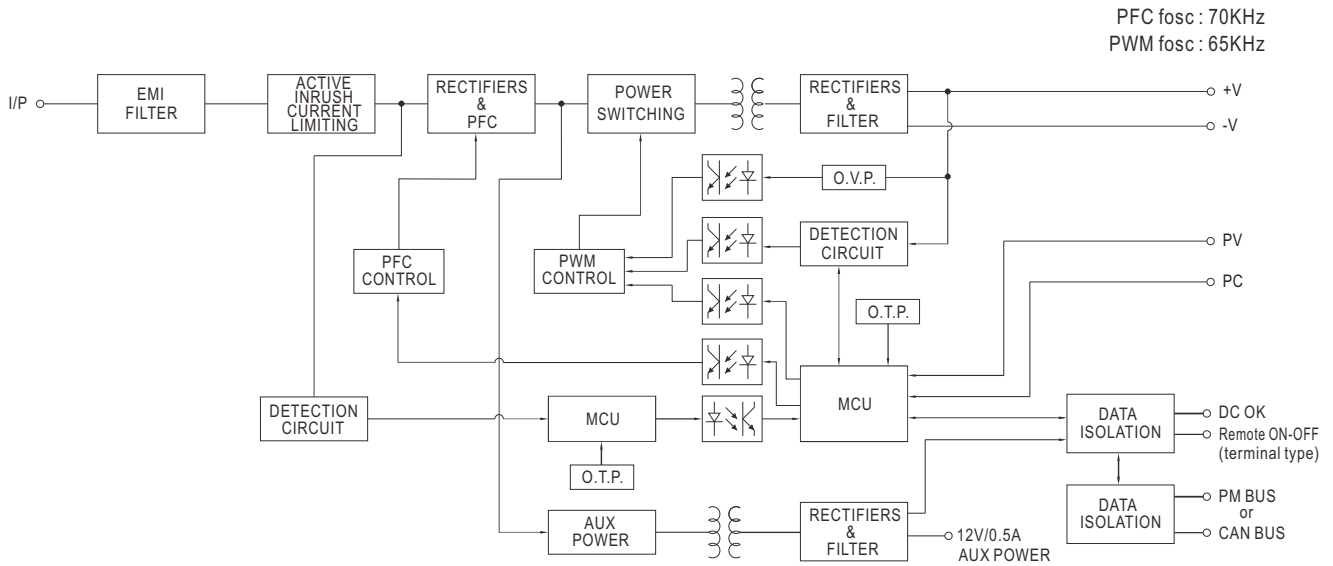 PFC fosc : 70KHz
PWM fosc : 65KHz
I/P
EMI
FILTER
ACTIVE
INRUSH
CURRENT
LIMITING
RECTIFIERS
&
PFC
POWER
SWITCHING
RECTIFIERS
&
FILTER
+V
-V
O.V.P.
PFC
CONTROL
PWM
CONTROL
DETECTION
CIRCUIT
PV
PC
O.T.P.
DETECTION
CIRCUIT
MCU
MCU
DATA
ISOLATION
DC OK
Remote ON-OFF
(terminal type)
O.T.P.
AUX
POWER
RECTIFIERS
&
FILTER
12V/0.5A
AUX POWER
DATA
ISOLATION
PM BUS
or
CAN BUS